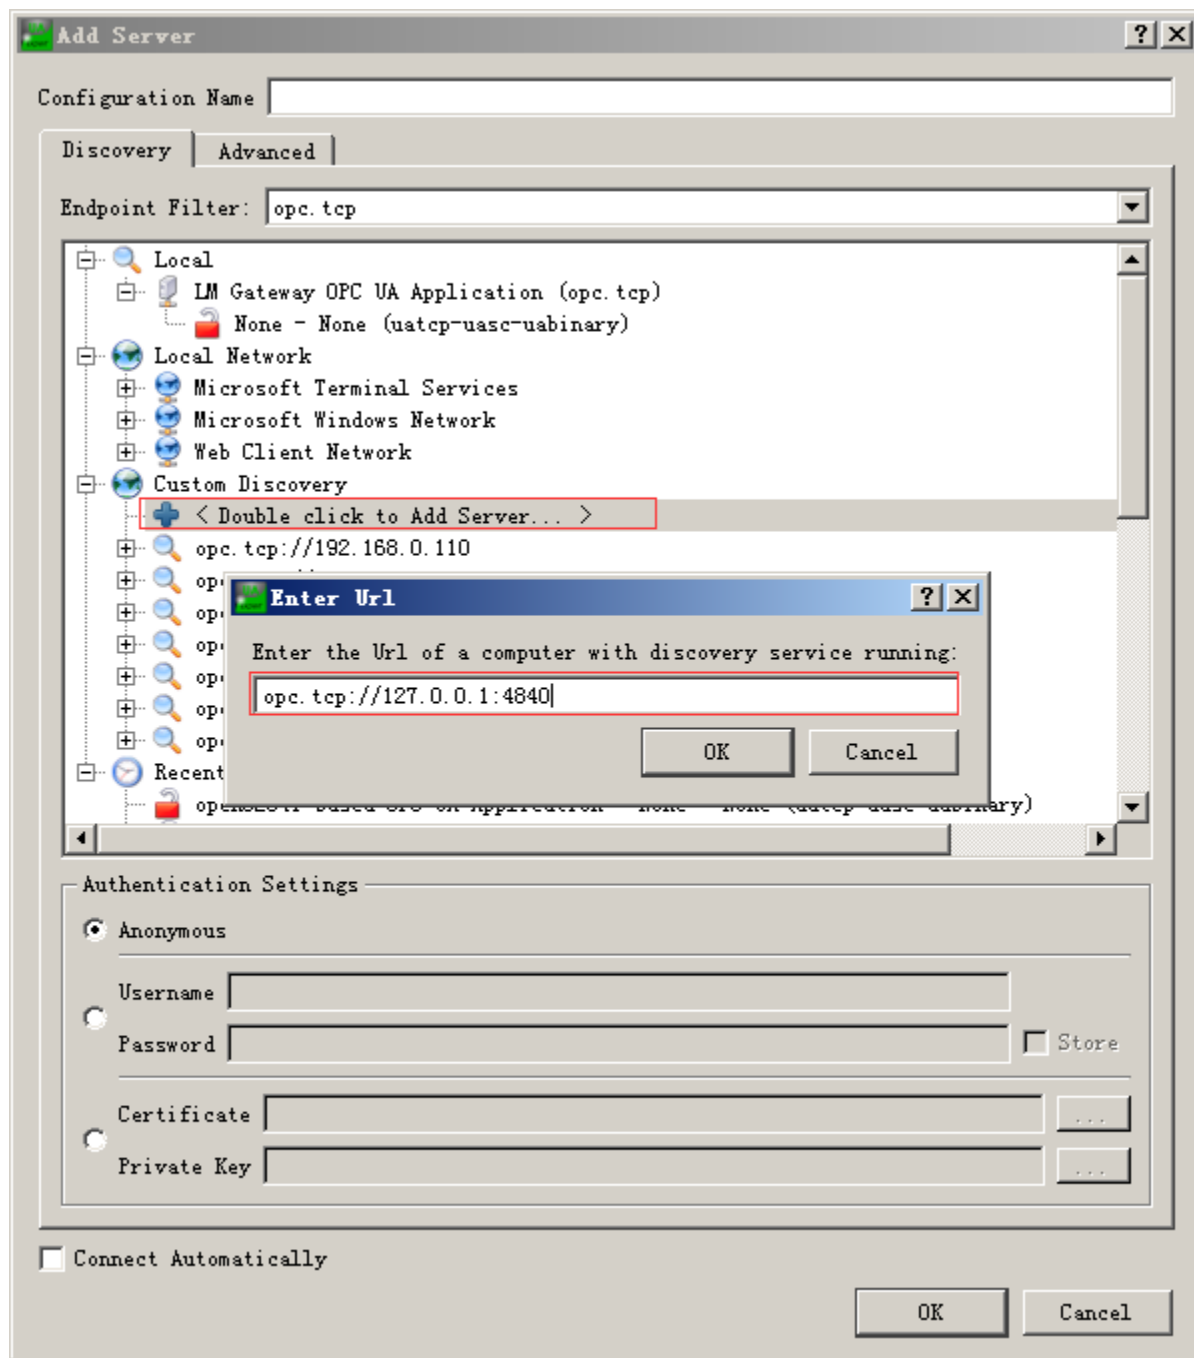 Add Server
Configuration Name
Discovery Advanced
Endpoint Filter: opc.tcp
Local
LM Gateway OPC UA Application (opc.tcp)
None - None (uatcp-uasc-uabinary)
Local Network
Microsoft Terminal Services
Microsoft Windows Network
Web Client Network
Custom Discovery
< Double click to Add Server... >
opc.tcp://192.168.0.110
Enter Url
Enter the Url of a computer with discovery service running:
opc.tcp://127.0.0.1:4840
OK Cancel
Recent
Authentication Settings
Anonymous
Username
Password Store
Certificate ...
Private Key ...
Connect Automatically
OK Cancel